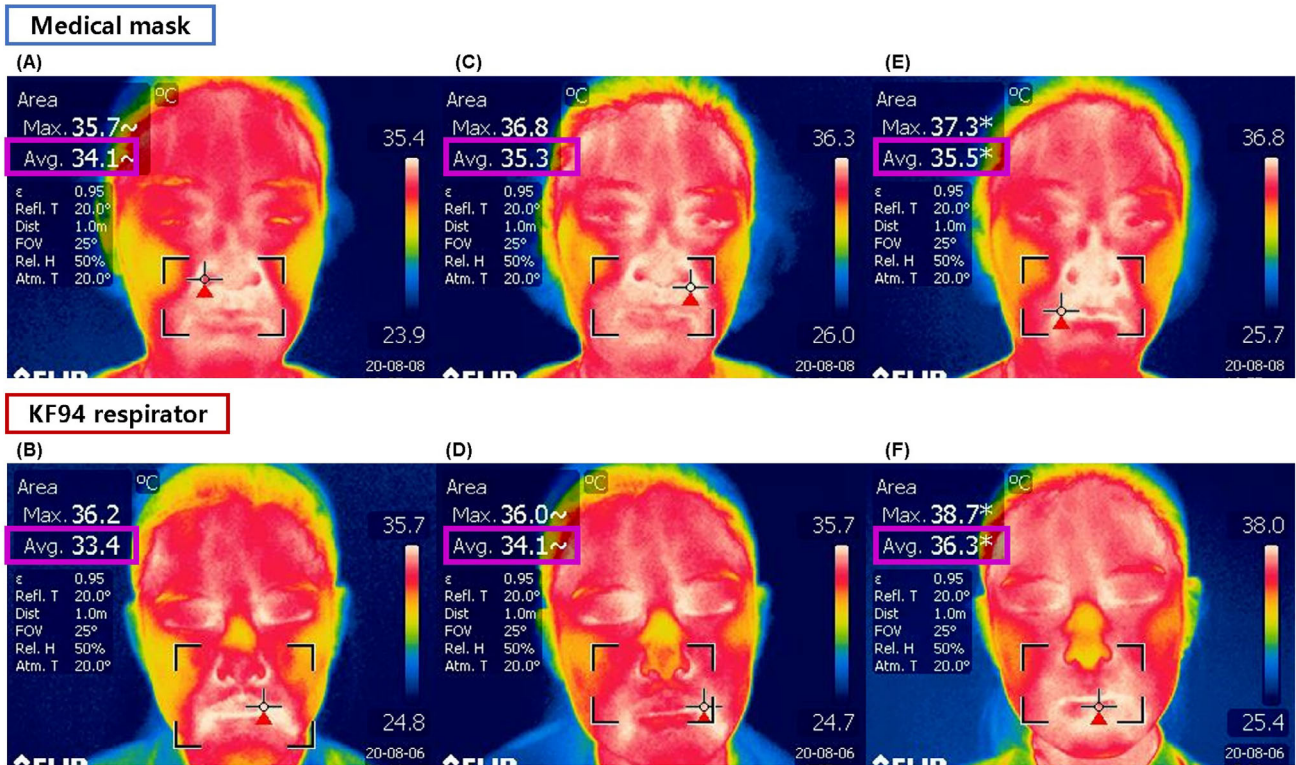 Medical mask
(A)
Area
°C
Max. 35.7~
Avg. 34.1~
ε 0.95
Refl. T 20.0°
Dist 1.0m
FOV 25°
Rel. H 50%
Atm. T 20.0°
35.4
23.9
20-08-08
(C)
Area
°C
Max. 36.8
Avg. 35.3
ε 0.95
Refl. T 20.0°
Dist 1.0m
FOV 25°
Rel. H 50%
Atm. T 20.0°
36.3
26.0
20-08-08
(E)
Area
°C
Max. 37.3*
Avg. 35.5*
ε 0.95
Refl. T 20.0°
Dist 1.0m
FOV 25°
Rel. H 50%
Atm. T 20.0°
36.8
25.7
20-08-08
KF94 respirator
(B)
Area
°C
Max. 36.2
Avg. 33.4
ε 0.95
Refl. T 20.0°
Dist 1.0m
FOV 25°
Rel. H 50%
Atm. T 20.0°
35.7
24.8
20-08-06
(D)
Area
°C
Max. 36.0~
Avg. 34.1~
ε 0.95
Refl. T 20.0°
Dist 1.0m
FOV 25°
Rel. H 50%
Atm. T 20.0°
35.7
24.7
20-08-06
(F)
Area
°C
Max. 38.7*
Avg. 36.3*
ε 0.95
Refl. T 20.0°
Dist 1.0m
FOV 25°
Rel. H 50%
Atm. T 20.0°
38.0
25.4
20-08-06